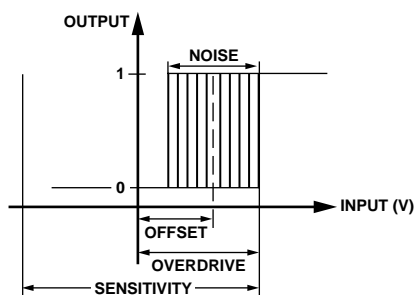 OUTPUT
NOISE
1
0
INPUT (V)
OFFSET
OVERDRIVE
SENSITIVITY